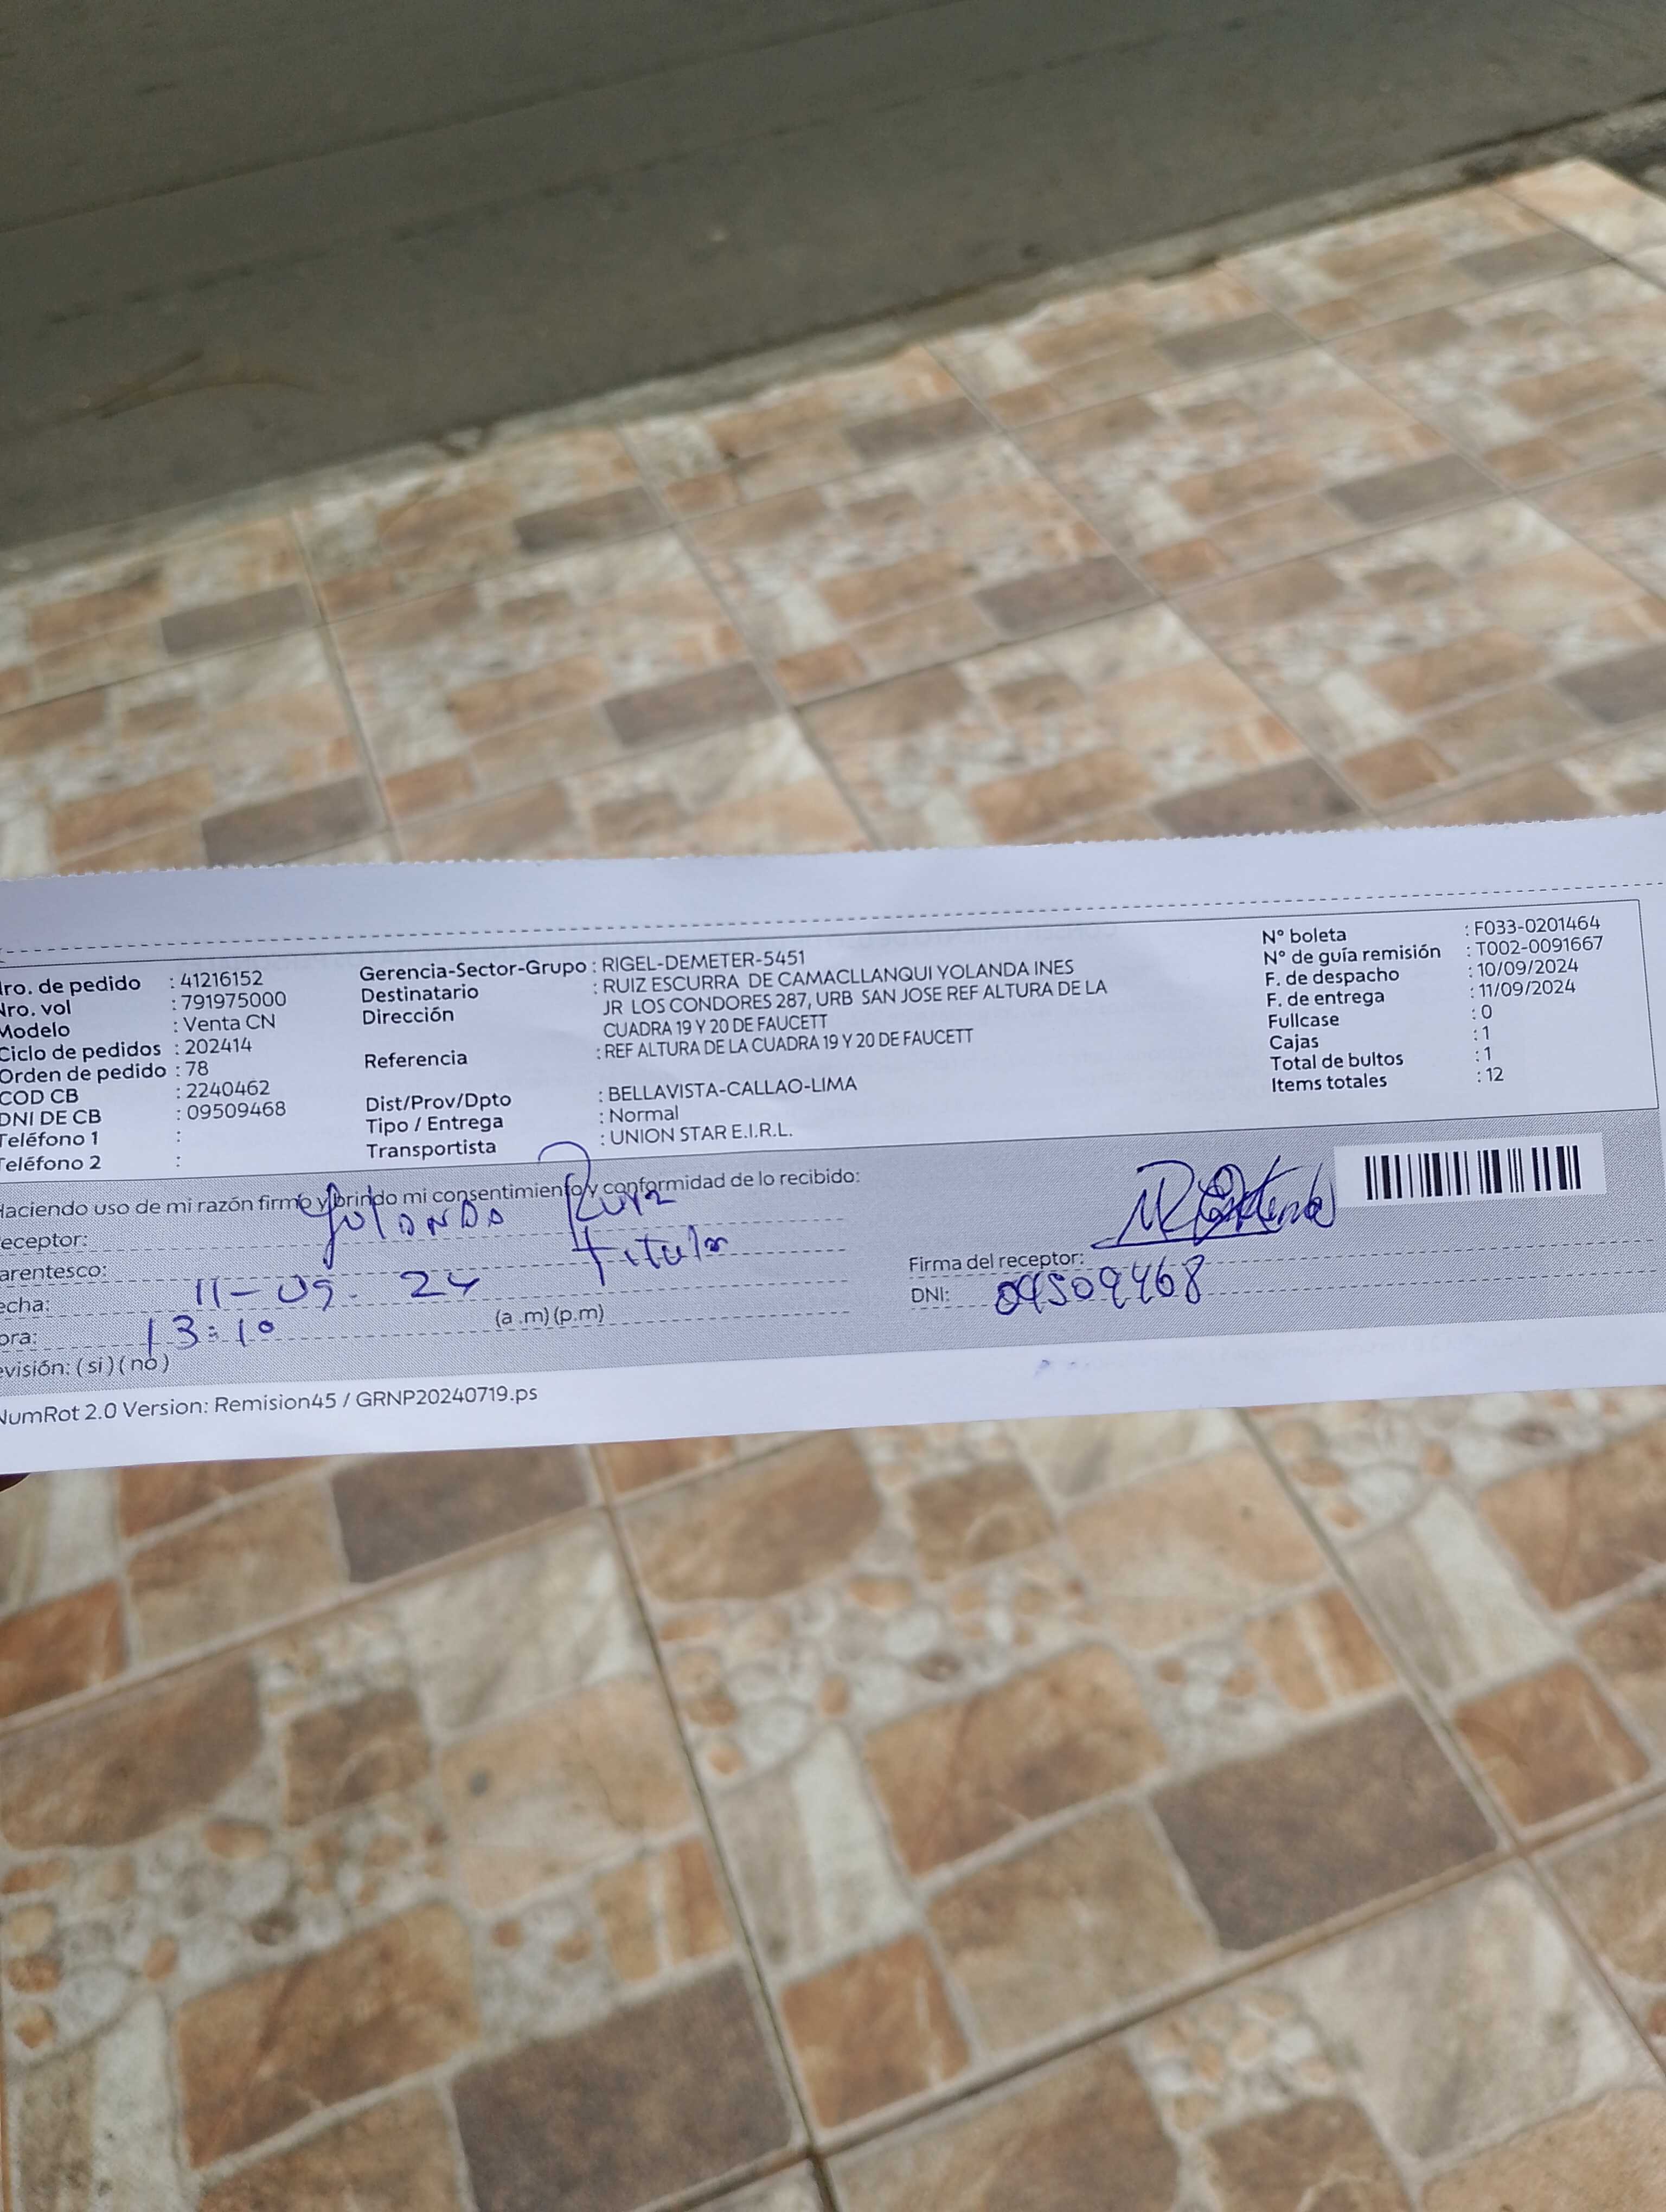 Nro. de pedido : 41216152
Nro. vol : 791975000
Modelo : Venta CN
Ciclo de pedidos : 202414
Orden de pedido : 78
COD CB : 2240462
DNI DE CB : 09509468
Teléfono 1 :
Teléfono 2 :
Gerencia-Sector-Grupo : RIGEL-DEMETER-5451
Destinatario : RUIZ ESCURRA DE CAMACLLANQUI YOLANDA INES
Dirección JR LOS CONDORES 287, URB SAN JOSE REF ALTURA DE LA
CUADRA 19 Y 20 DE FAUCETT
Referencia : REF ALTURA DE LA CUADRA 19 Y 20 DE FAUCETT
Dist/Prov/Dpto : BELLAVISTA-CALLAO-LIMA
Tipo / Entrega : Normal
Transportista : UNION STAR E.I.R.L.
N° boleta : F033-0201464
N° de guía remisión : T002-0091667
F. de despacho : 10/09/2024
F. de entrega : 11/09/2024
Fullcase : 0
Cajas : 1
Total de bultos : 1
Items totales : 12
Haciendo uso de mi razón firmo y brindo mi consentimiento y conformidad de lo recibido:
eceptor: Yolanda Ruiz
arentesco: titular
echa: 11-09-24
ora: 13:10 (a .m) (p.m)
evisión: ( si ) ( no )
Firma del receptor:
DNI: 09509468
NumRot 2.0 Version: Remision45 / GRNP20240719.ps